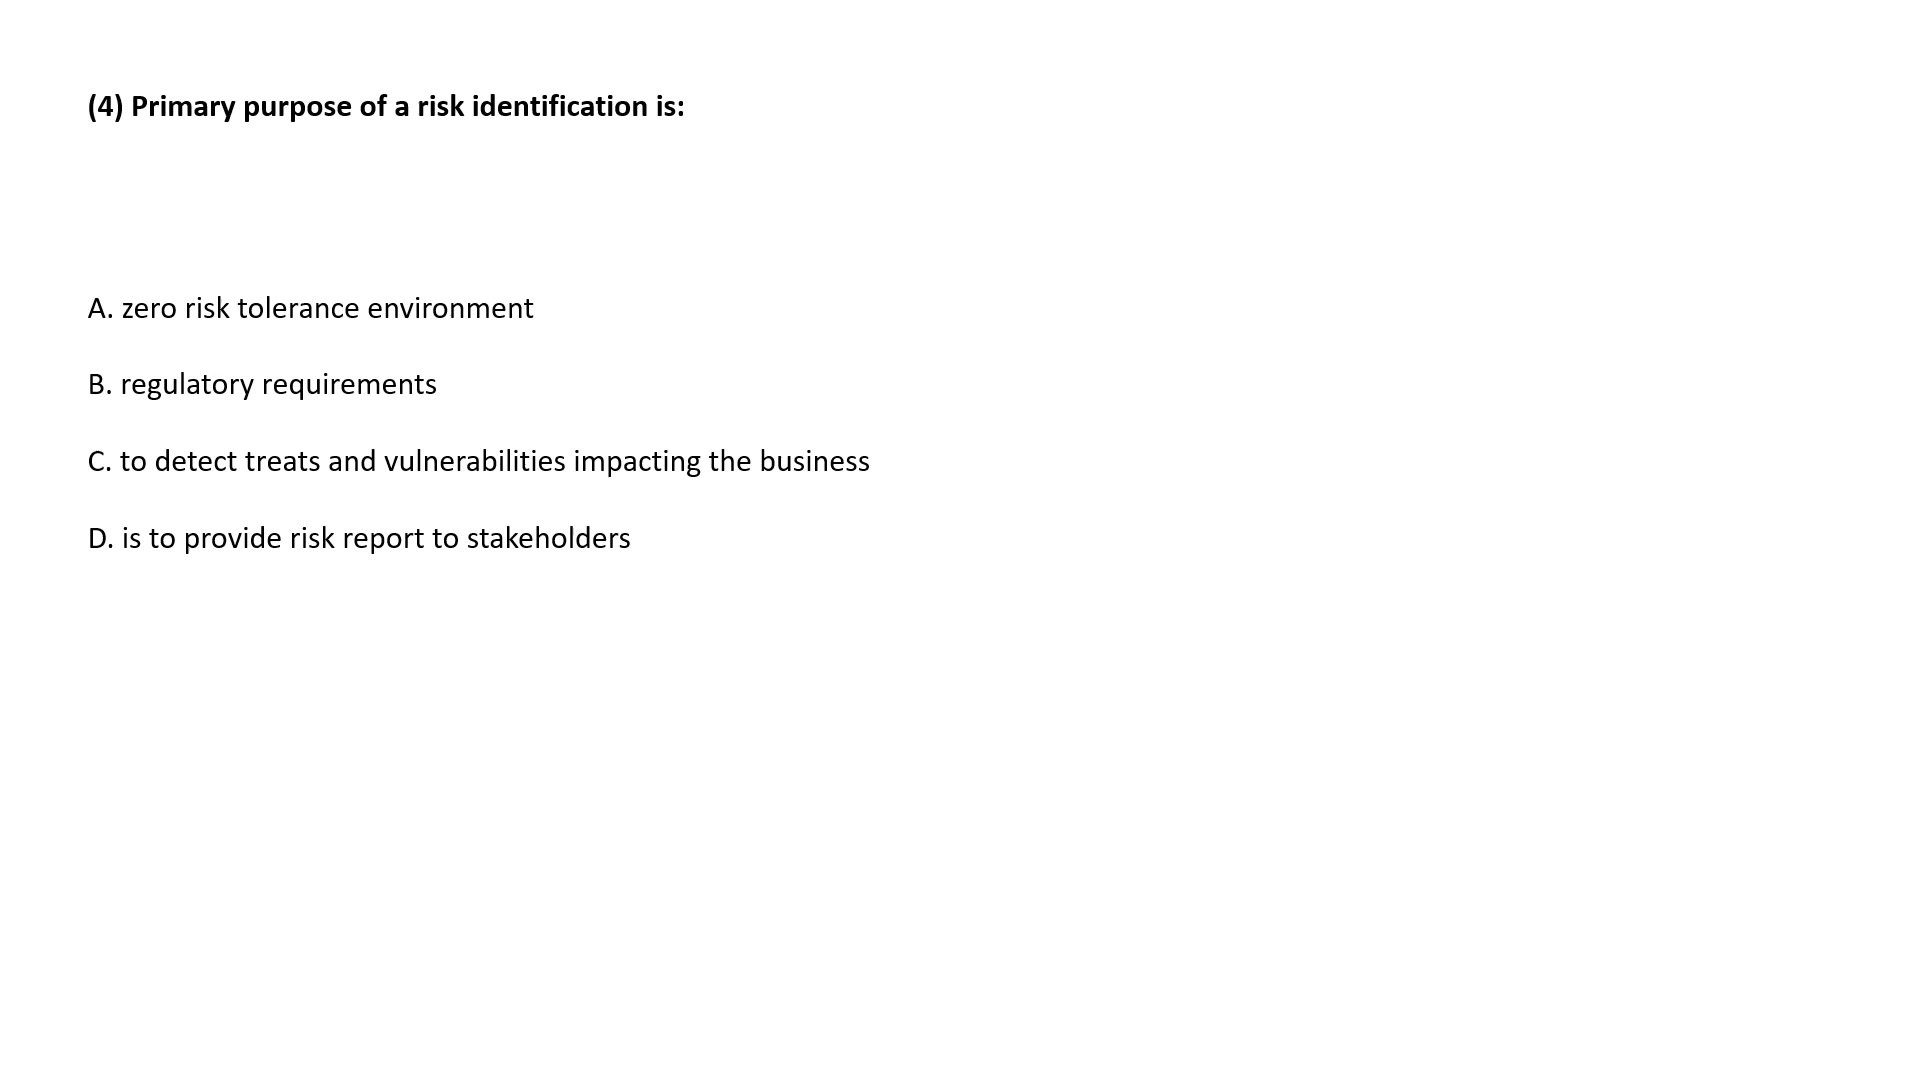 (4) Primary purpose of a risk identification is:
A. zero risk tolerance environment
B. regulatory requirements
C. to detect treats and vulnerabilities impacting the business
D. is to provide risk report to stakeholders